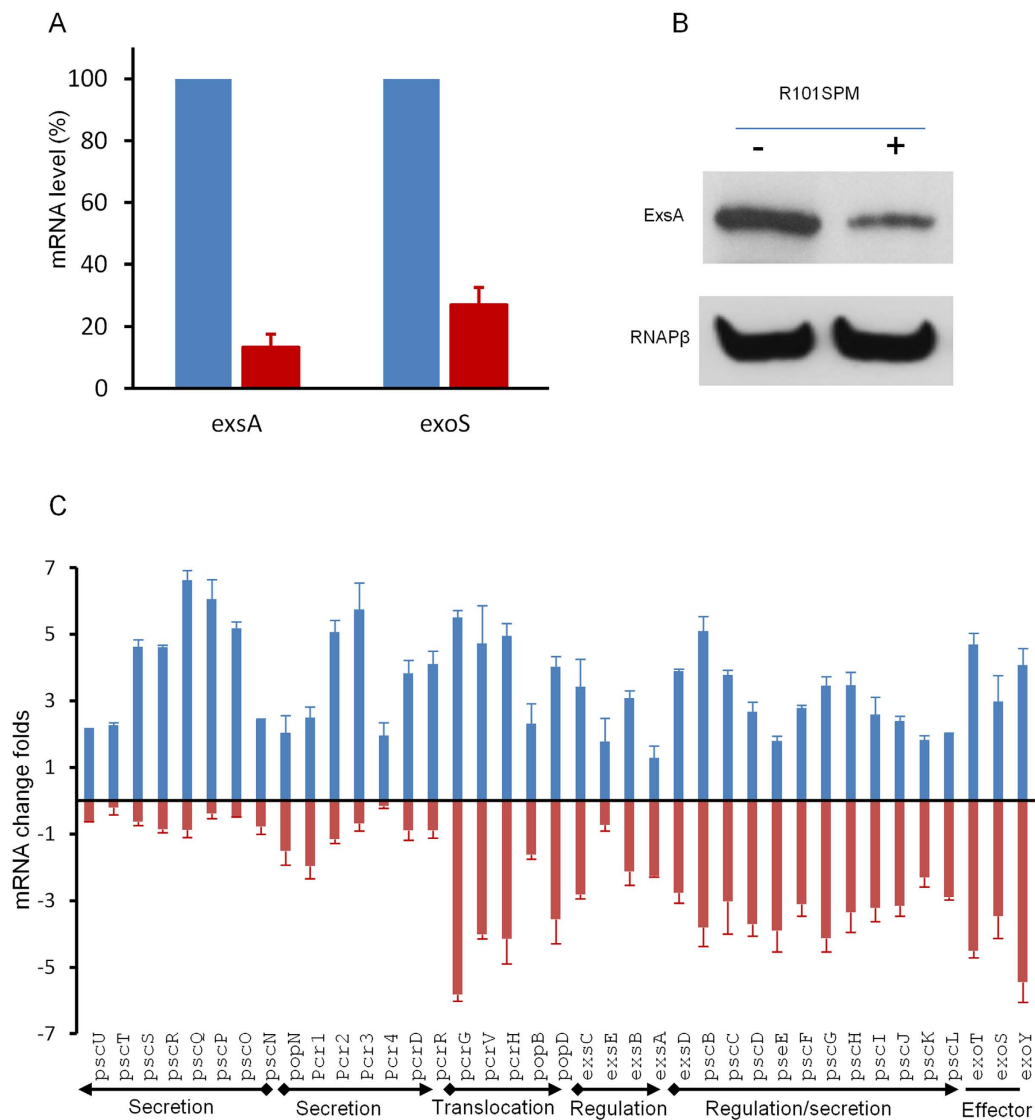 A
100
80
60
40
20
0
mRNA level (%)
exsA
exoS
B
R101SPM
-
+
ExsA
RNAPβ
C
7
5
3
1
-1
-3
-5
-7
mRNA change folds
pscU
pscT
pscS
pscR
pscQ
pscP
pscO
pscN
popN
Pcr1
Pcr2
Pcr3
Pcr4
pcrD
pcrR
pcrG
pcrV
pcrH
popB
popD
exsC
exsE
exsB
exsA
exsD
pscB
pscC
pscD
pseE
pscF
pscG
pscH
pscI
pscJ
pscK
pscL
exoT
exoS
exoY
Secretion
Secretion
Translocation
Regulation
Regulation/secretion
Effector